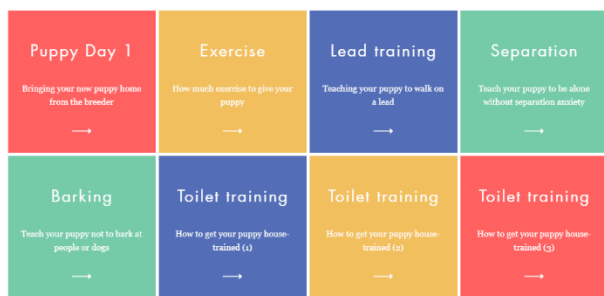 Puppy Day 1
Bringing your new puppy home
from the breeder
Exercise
How much exercise to give your
puppy
Lead training
Teaching your puppy to walk on
a lead
Separation
Teach your puppy to be alone
without separation anxiety
Barking
Teach your puppy not to bark at
people or dogs
Toilet training
How to get your puppy house-
trained (1)
Toilet training
How to get your puppy house-
trained (2)
Toilet training
How to get your puppy house-
trained (3)